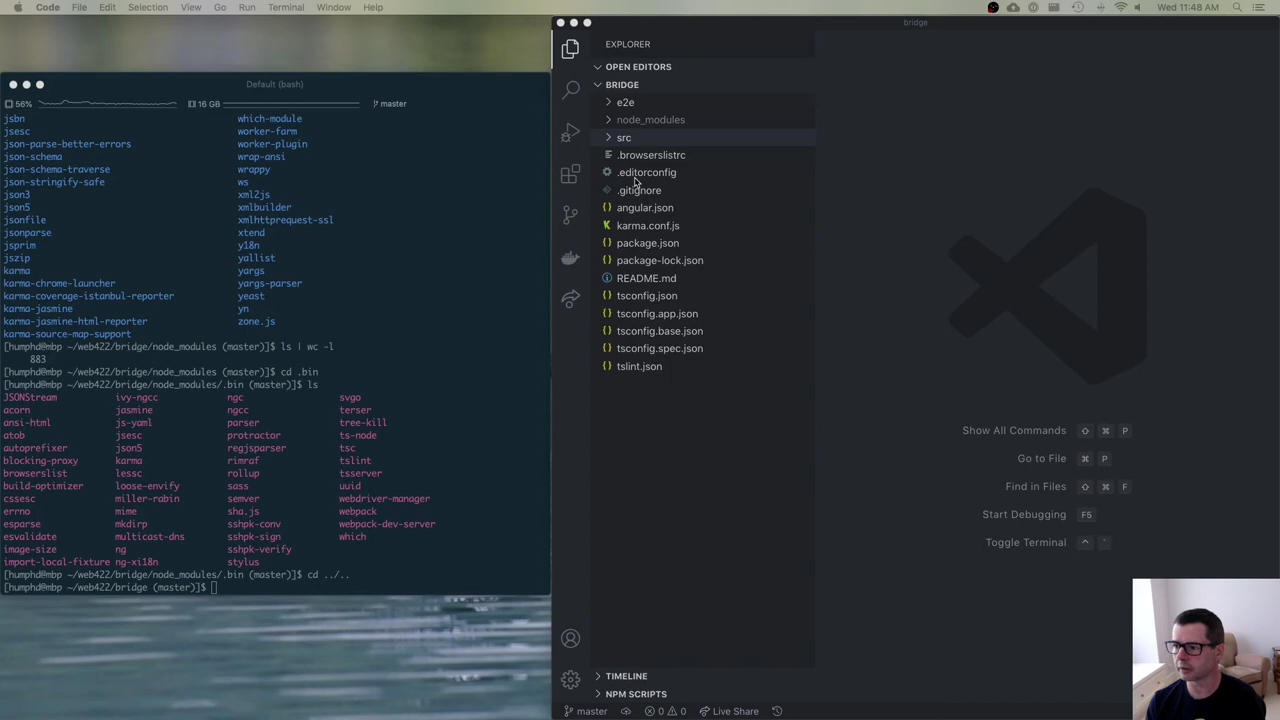 Code File Edit Selection View Go Run Terminal Window Help
Wed 11:48 AM
Default (bash)
56% 16 GB master
jsbn which-module
jsesc worker-farm
json-parse-better-errors worker-plugin
json-schema wrap-ansi
json-schema-traverse wrappy
json-stringify-safe ws
json3 xml2js
json5 xmlbuilder
jsonfile xmlhttprequest-ssl
jsonparse xtend
jsprim y18n
jszip yallist
karma yargs
karma-chrome-launcher yargs-parser
karma-coverage-istanbul-reporter yeast
karma-jasmine yn
karma-jasmine-html-reporter zone.js
karma-source-map-support
[humphd@mbp ~/web422/bridge/node_modules (master)]$ ls | wc -l
883
[humphd@mbp ~/web422/bridge/node_modules (master)]$ cd .bin
[humphd@mbp ~/web422/bridge/node_modules/.bin (master)]$ ls
JSONStream ivy-ngcc ngc svgo
acorn jasmine ngcc terser
ansi-html js-yaml parser tree-kill
atob jsesc protractor ts-node
autoprefixer json5 regjsparser tsc
blocking-proxy karma rimraf tslint
browserslist lessc rollup tsserver
build-optimizer loose-envify sass uuid
cssesc miller-rabin semver webdriver-manager
errno mime sha.js webpack
esparse mkdirp sshpk-conv webpack-dev-server
esvalidate multicast-dns sshpk-sign which
image-size ng sshpk-verify
import-local-fixture ng-xi18n stylus
[humphd@mbp ~/web422/bridge/node_modules/.bin (master)]$ cd ../..
[humphd@mbp ~/web422/bridge (master)]$
bridge
EXPLORER
OPEN EDITORS
BRIDGE
e2e
node_modules
src
.browserslistrc
.editorconfig
.gitignore
angular.json
karma.conf.js
package.json
package-lock.json
README.md
tsconfig.json
tsconfig.app.json
tsconfig.base.json
tsconfig.spec.json
tslint.json
TIMELINE
NPM SCRIPTS
master 0 0 Live Share
Show All Commands ⇧ ⌘ P
Go to File ⌘ P
Find in Files ⇧ ⌘ F
Start Debugging F5
Toggle Terminal ^ `